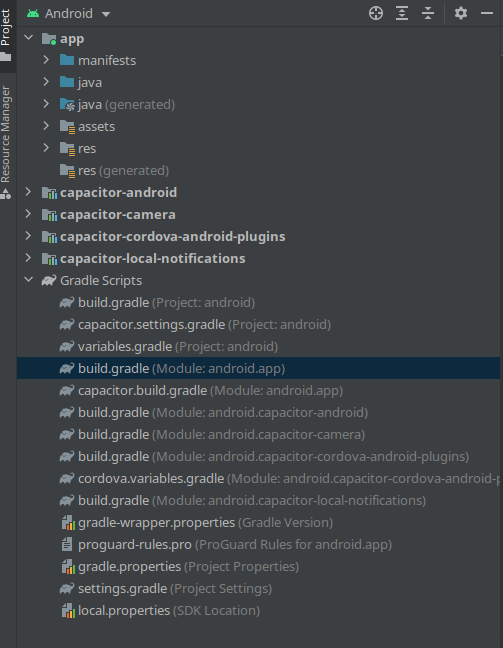 Project
Resource Manager
Android
app
manifests
java
java (generated)
assets
res
res (generated)
capacitor-android
capacitor-camera
capacitor-cordova-android-plugins
capacitor-local-notifications
Gradle Scripts
build.gradle (Project: android)
capacitor.settings.gradle (Project: android)
variables.gradle (Project: android)
build.gradle (Module: android.app)
capacitor.build.gradle (Module: android.app)
build.gradle (Module: android.capacitor-android)
build.gradle (Module: android.capacitor-camera)
build.gradle (Module: android.capacitor-cordova-android-plugins)
cordova.variables.gradle (Module: android.capacitor-cordova-android-p
build.gradle (Module: android.capacitor-local-notifications)
gradle-wrapper.properties (Gradle Version)
proguard-rules.pro (ProGuard Rules for android.app)
gradle.properties (Project Properties)
settings.gradle (Project Settings)
local.properties (SDK Location)